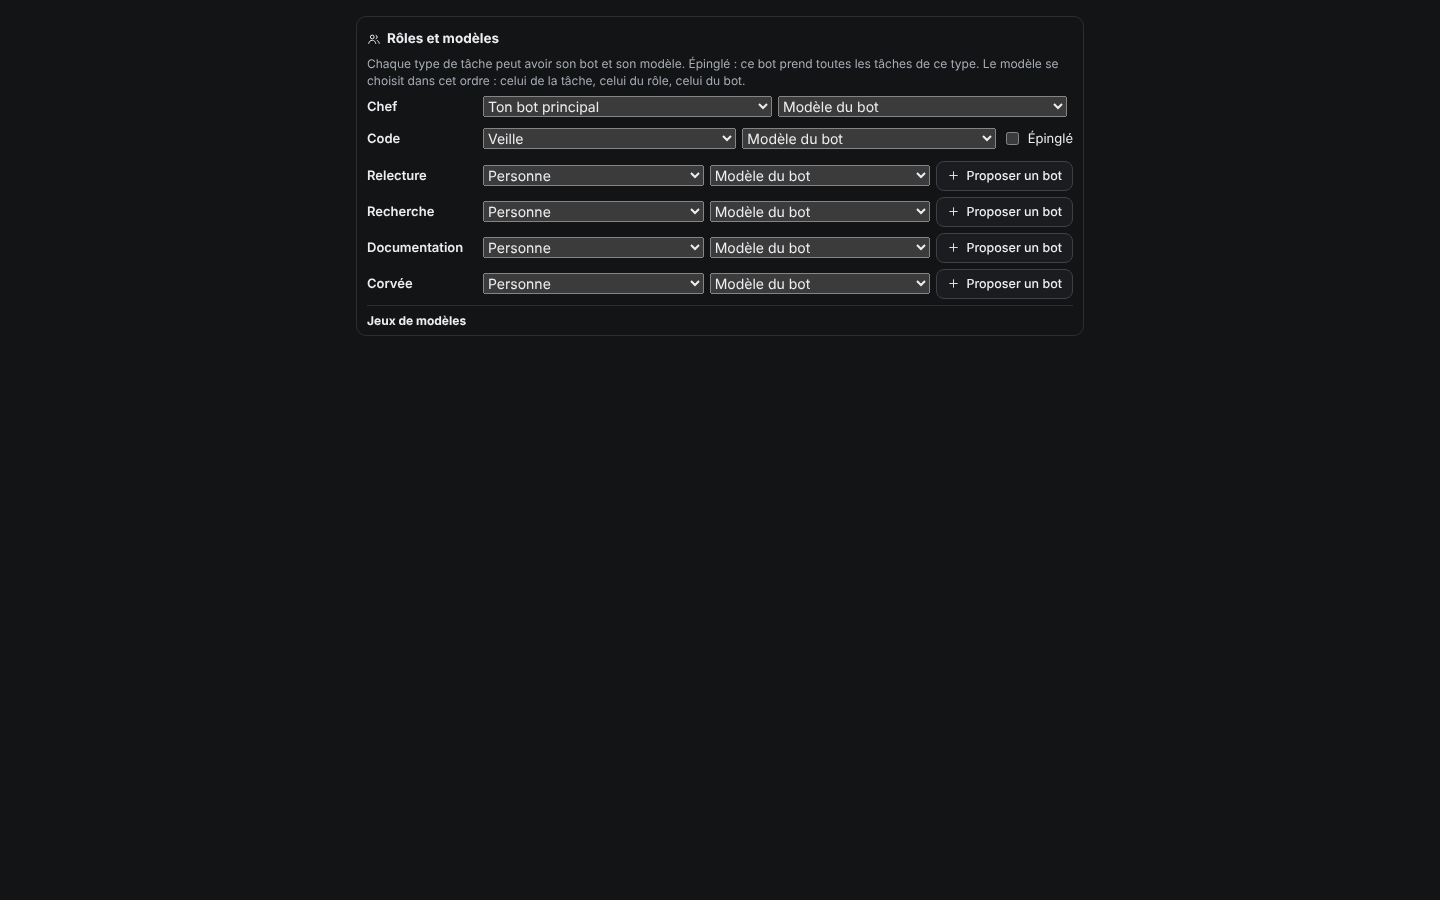 Rôles et modèles
Chaque type de tâche peut avoir son bot et son modèle. Épinglé : ce bot prend toutes les tâches de ce type. Le modèle se
choisit dans cet ordre : celui de la tâche, celui du rôle, celui du bot.
Chef Ton bot principal Modèle du bot
Code Veille Modèle du bot Épinglé
Relecture Personne Modèle du bot + Proposer un bot
Recherche Personne Modèle du bot + Proposer un bot
Documentation Personne Modèle du bot + Proposer un bot
Corvée Personne Modèle du bot + Proposer un bot
Jeux de modèles